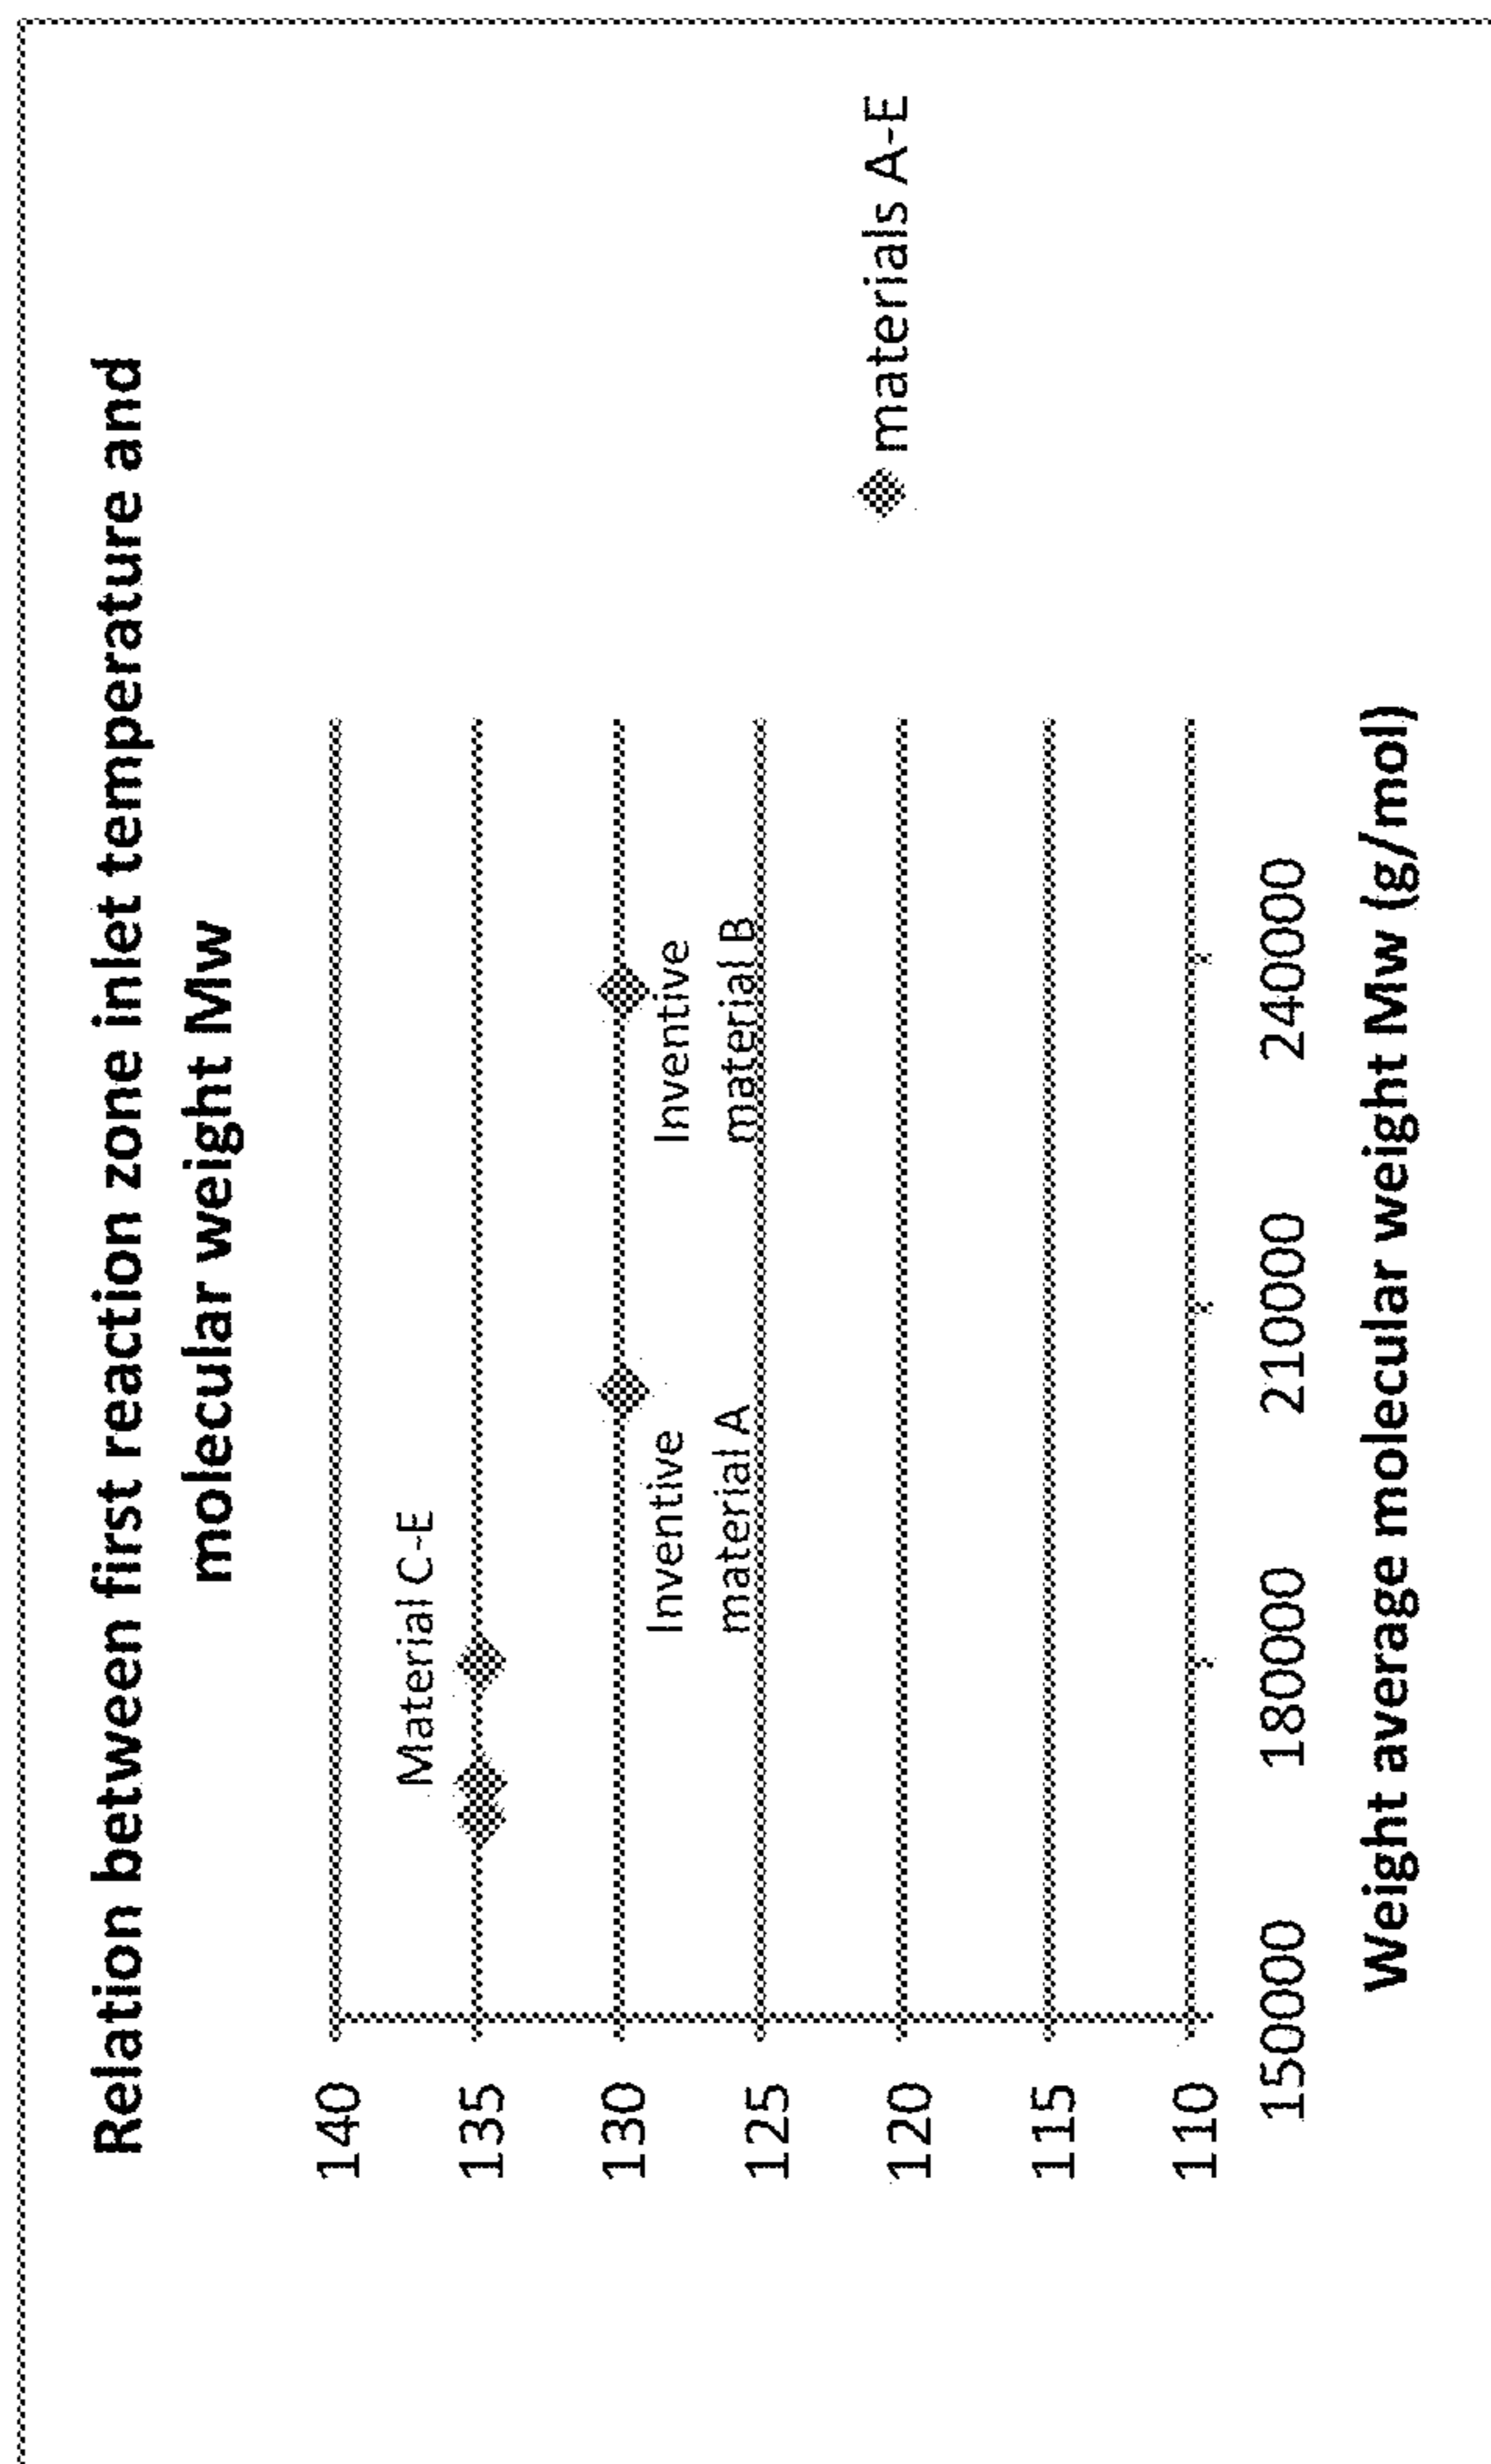 Relation between first reaction zone inlet temperature and
molecular weight Mw
140
135
130
125
120
115
110
Material C-E
Inventive
material A
Inventive
material B
materials A-E
150000
180000
210000
240000
Weight average molecular weight Mw (g/mol)